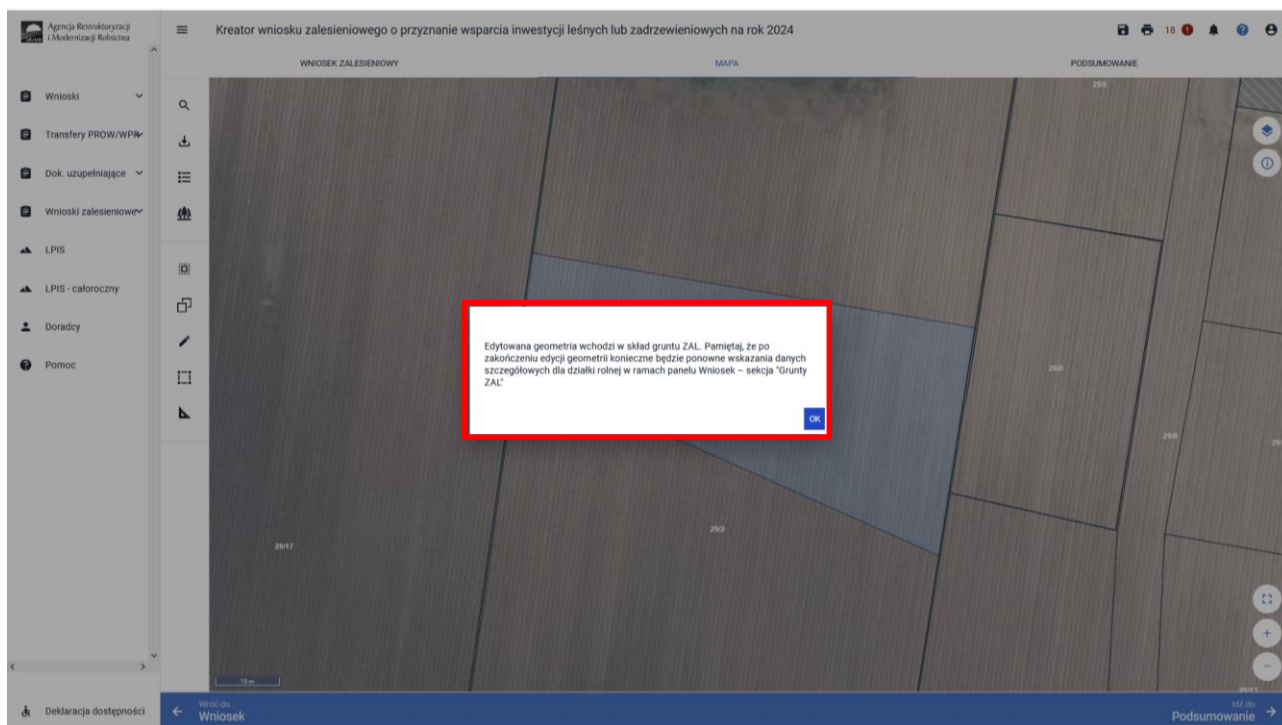 Agencja Restrukturyzacji
i Modernizacji Rolnictwa
Kreator wniosku zalesieniowego o przyznanie wsparcia inwestycji leśnych lub zadrzewieniowych na rok 2024
18
WNIOSEK ZALESIENIOWY
MAPA
PODSUMOWANIE
Wnioski
Transfery PROW/WPR
Dok. uzupełniające
Wnioski zalesieniowe
LPIS
LPIS - całoroczny
Doradcy
Pomoc
29/5
Edytowana geometria wchodzi w skład gruntu ZAL. Pamiętaj, że po
zakończeniu edycji geometrii konieczne będzie ponowne wskazania danych
szczegółowych dla działki rolnej w ramach panelu Wniosek – sekcja "Grunty
ZAL"
OK
29/2
29/17
10 m
Deklaracja dostępności
Wróć do
Wniosek
Idź do
Podsumowanie